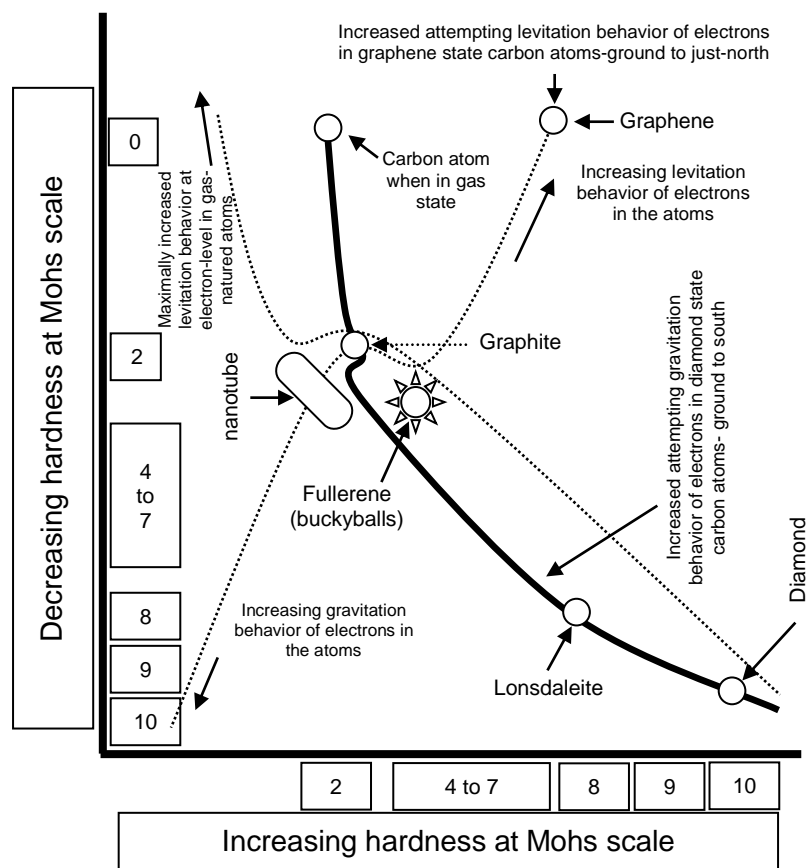 Increased attempting levitation behavior of electrons
in graphene state carbon atoms-ground to just-north
Graphene
Carbon atom
when in gas
state
Increasing levitation
behavior of electrons
in the atoms
Maximally increased
levitation behavior at
electron-level in gas-
natured atoms
Decreasing hardness at Mohs scale
0
2
4
to
7
8
9
10
Graphite
nanotube
Fullerene
(buckyballs)
Increased attempting gravitation
behavior of electrons in diamond state
carbon atoms- ground to south
Diamond
Increasing gravitation
behavior of electrons in
the atoms
Lonsdaleite
2
4 to 7
8
9
10
Increasing hardness at Mohs scale